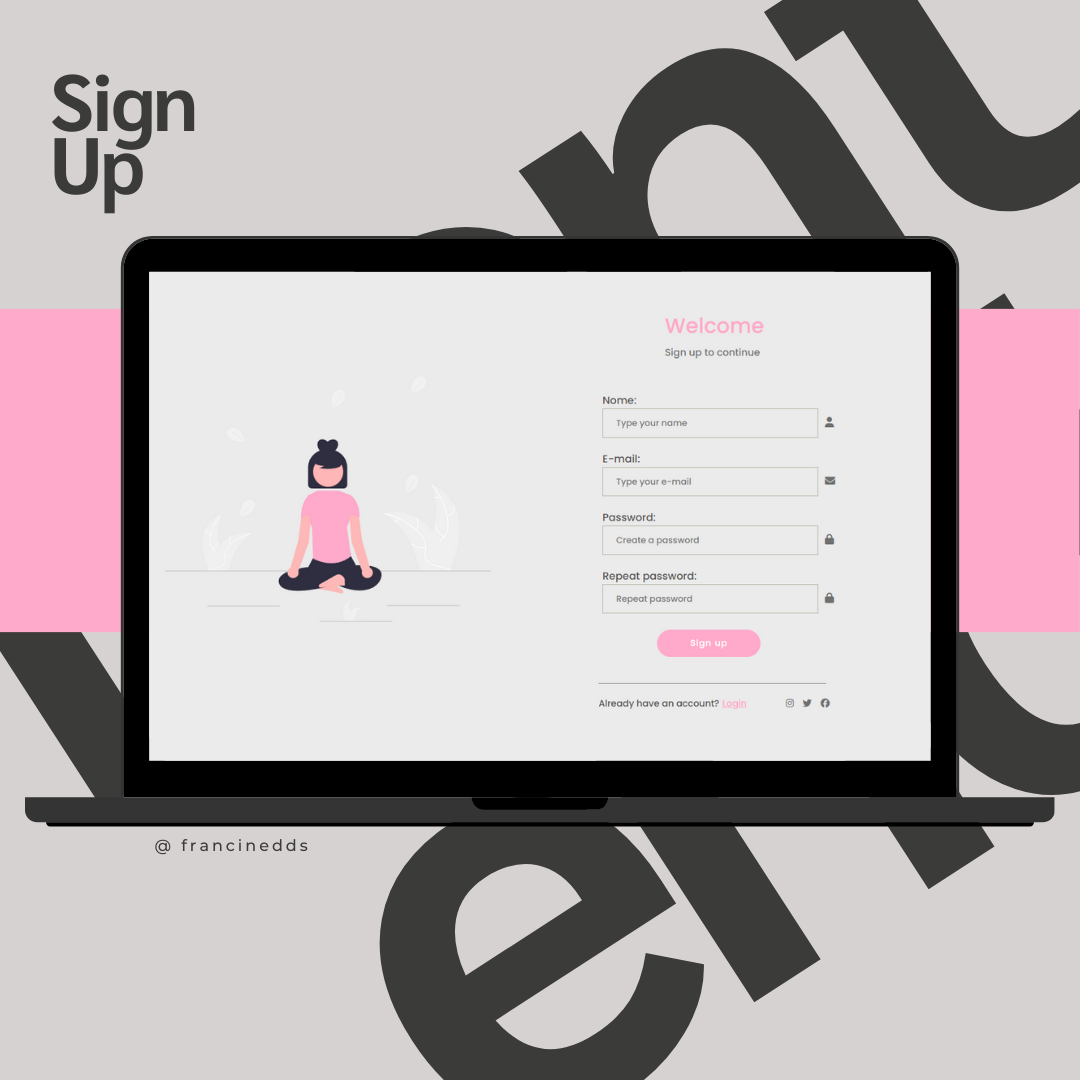 Sign
Up
Welcome
Sign up to continue
Nome:
Type your name
E-mail:
Type your e-mail
Password:
Create a password
Repeat password:
Repeat password
Sign up
Already have an account? Login
@ francinedds